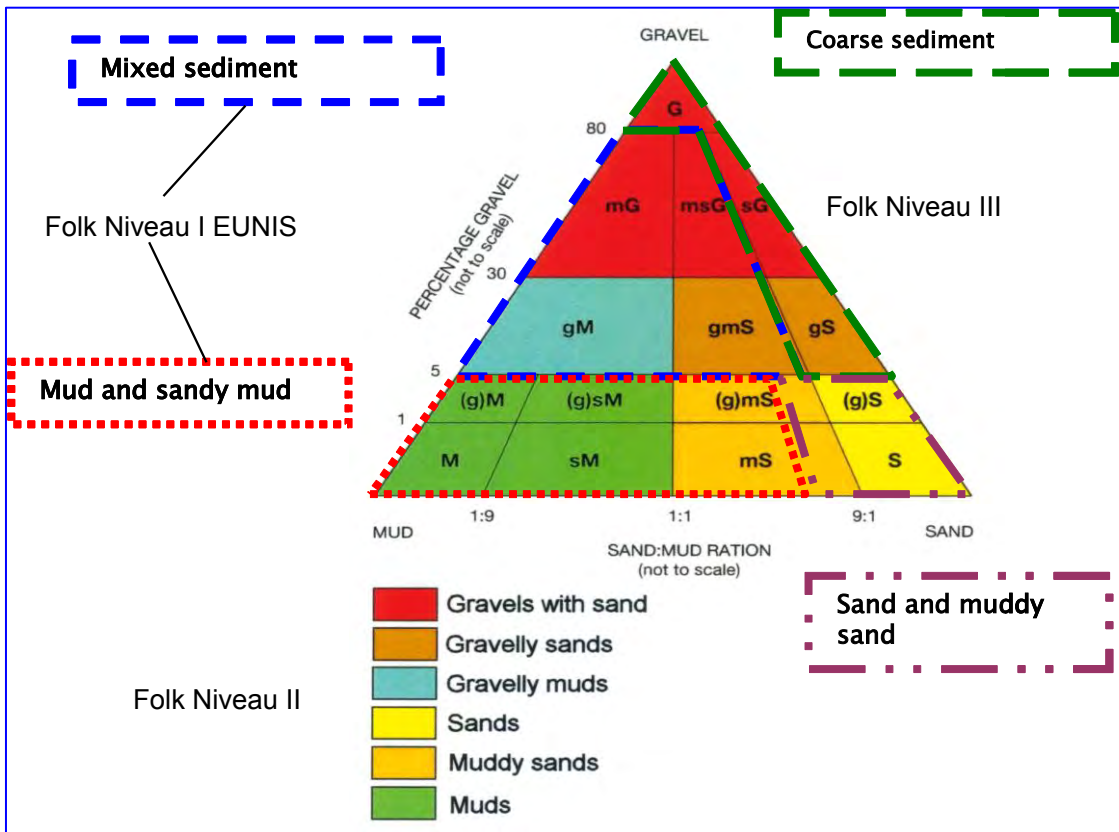 GRAVEL
Coarse sediment
Mixed sediment
G
80
mG
msG
sG
Folk Niveau III
Folk Niveau I EUNIS
PERCENTAGE GRAVEL
(not to scale)
30
gM
gmS
gS
5
Mud and sandy mud
(g)M
(g)sM
(g)mS
(g)S
1
M
sM
mS
S
1:9
1:1
9:1
MUD
SAND
SAND:MUD RATION
(not to scale)
Gravels with sand
Sand and muddy
sand
Gravelly sands
Gravelly muds
Folk Niveau II
Sands
Muddy sands
Muds